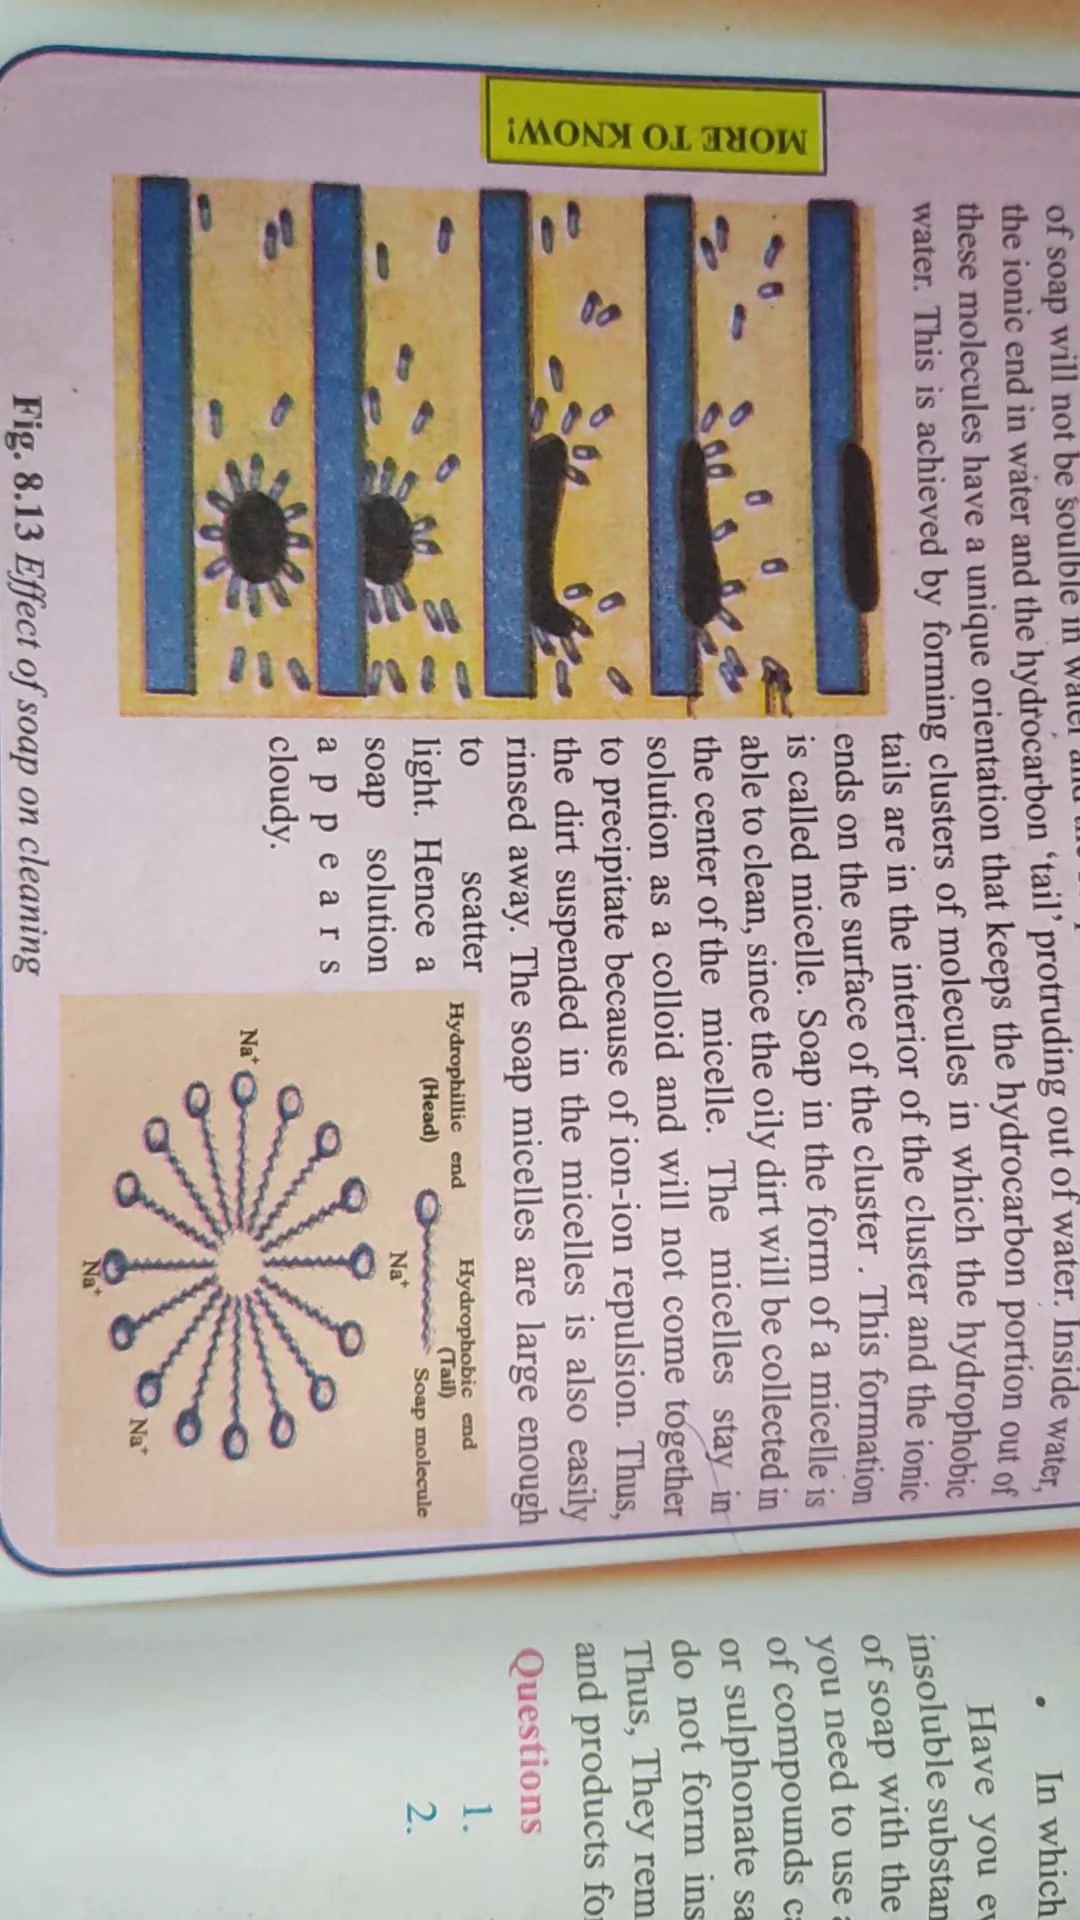 MORE TO KNOW!
of soap will not be soulble in water and the
the ionic end in water and the hydrocarbon ‘tail’ protruding out of water. Inside water,
these molecules have a unique orientation that keeps the hydrocarbon portion out of
water. This is achieved by forming clusters of molecules in which the hydrophobic
tails are in the interior of the cluster and the ionic
ends on the surface of the cluster . This formation
is called micelle. Soap in the form of a micelle is
able to clean, since the oily dirt will be collected in
the center of the micelle. The micelles stay in
solution as a colloid and will not come together
to precipitate because of ion-ion repulsion. Thus,
the dirt suspended in the micelles is also easily
rinsed away. The soap micelles are large enough
to scatter
light. Hence a
soap solution
a p p e a r s
cloudy.
Hydrophillic end
(Head)
Hydrophobic end
(Tail)
Na⁺
Soap molecule
Na⁺
Na⁺
Na⁺
Fig. 8.13 Effect of soap on cleaning
• In which
Have you ev
insoluble substan
of soap with the
you need to use a
of compounds ca
or sulphonate sa
do not form ins
Thus, They rem
and products for
Questions
1.
2.